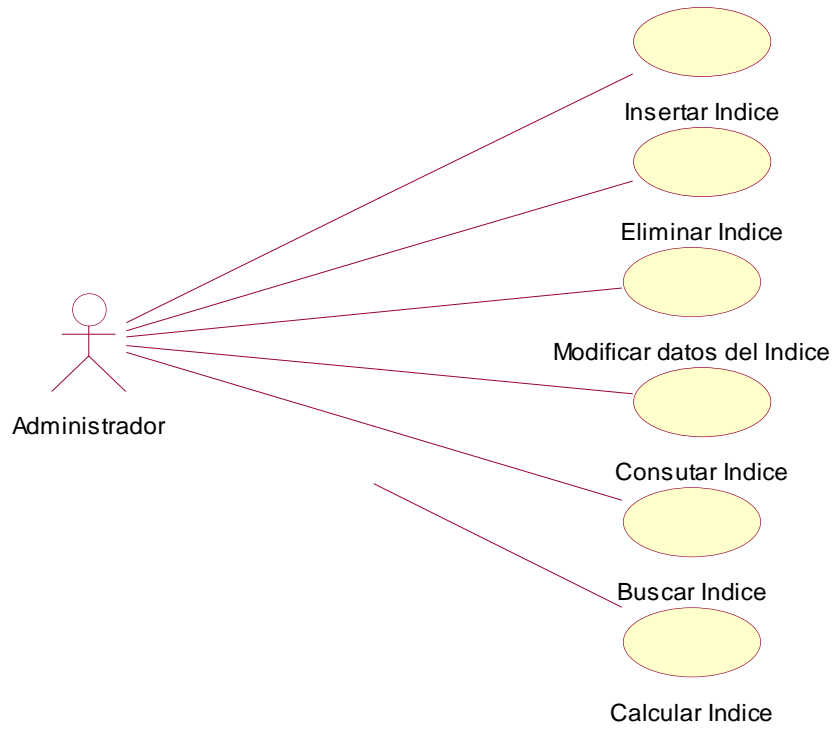 Insertar Indice
Eliminar Indice
Modificar datos del Indice
Administrador
Consutar Indice
Buscar Indice
Calcular Indice